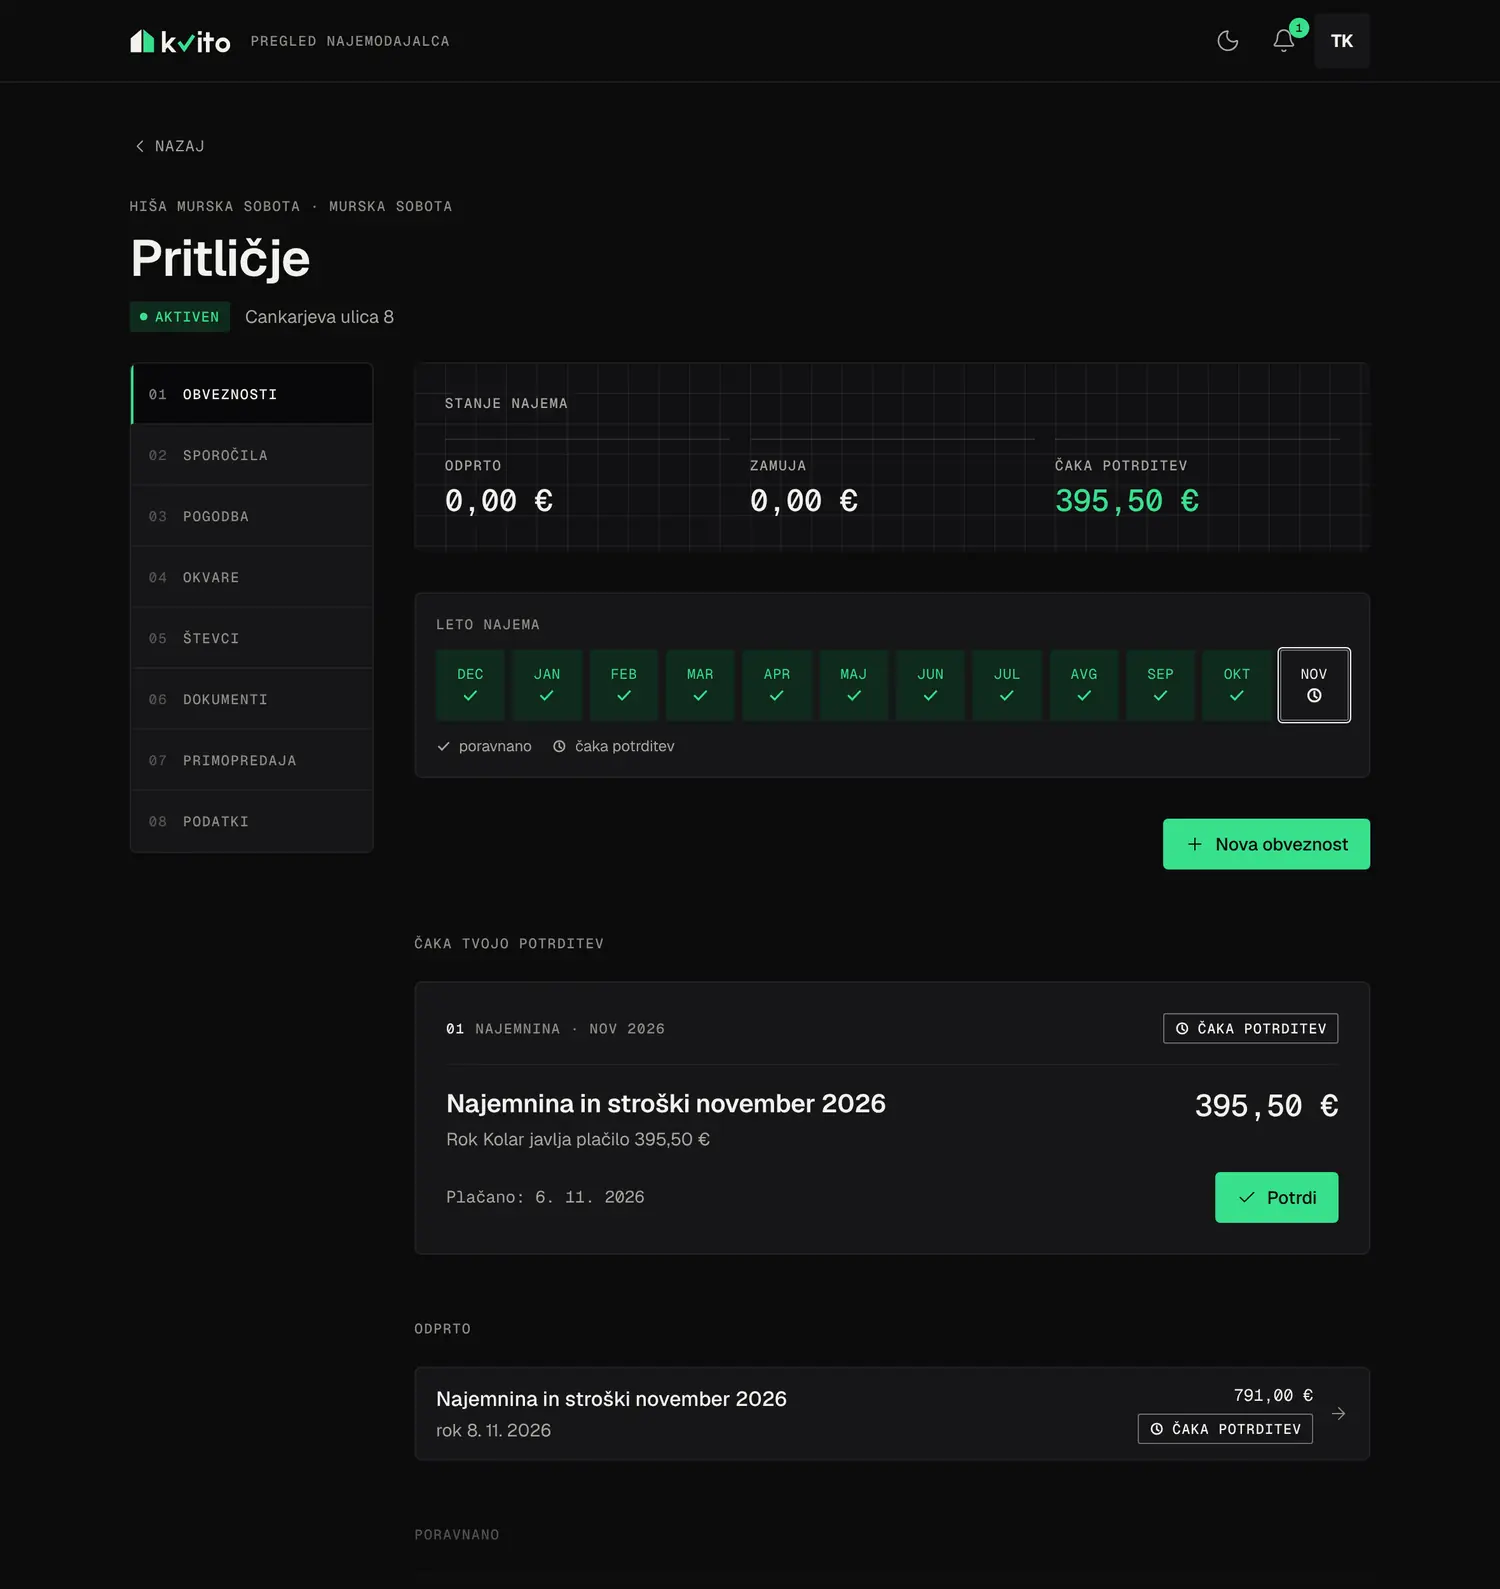 kvito PREGLED NAJEMODAJALCA
1
TK
NAZAJ
HIŠA MURSKA SOBOTA · MURSKA SOBOTA
Pritličje
AKTIVEN Cankarjeva ulica 8
01 OBVEZNOSTI
02 SPOROČILA
03 POGODBA
04 OKVARE
05 ŠTEVCI
06 DOKUMENTI
07 PRIMOPREDAJA
08 PODATKI
STANJE NAJEMA
ODPRTO
0,00 €
ZAMUJA
0,00 €
ČAKA POTRDITEV
395,50 €
LETO NAJEMA
DEC JAN FEB MAR APR MAJ JUN JUL AVG SEP OKT NOV
poravnano čaka potrditev
Nova obveznost
ČAKA TVOJO POTRDITEV
01 NAJEMNINA · NOV 2026
ČAKA POTRDITEV
Najemnina in stroški november 2026
395,50 €
Rok Kolar javlja plačilo 395,50 €
Plačano: 6. 11. 2026
Potrdi
ODPRTO
Najemnina in stroški november 2026
791,00 €
rok 8. 11. 2026
ČAKA POTRDITEV
PORAVNANO